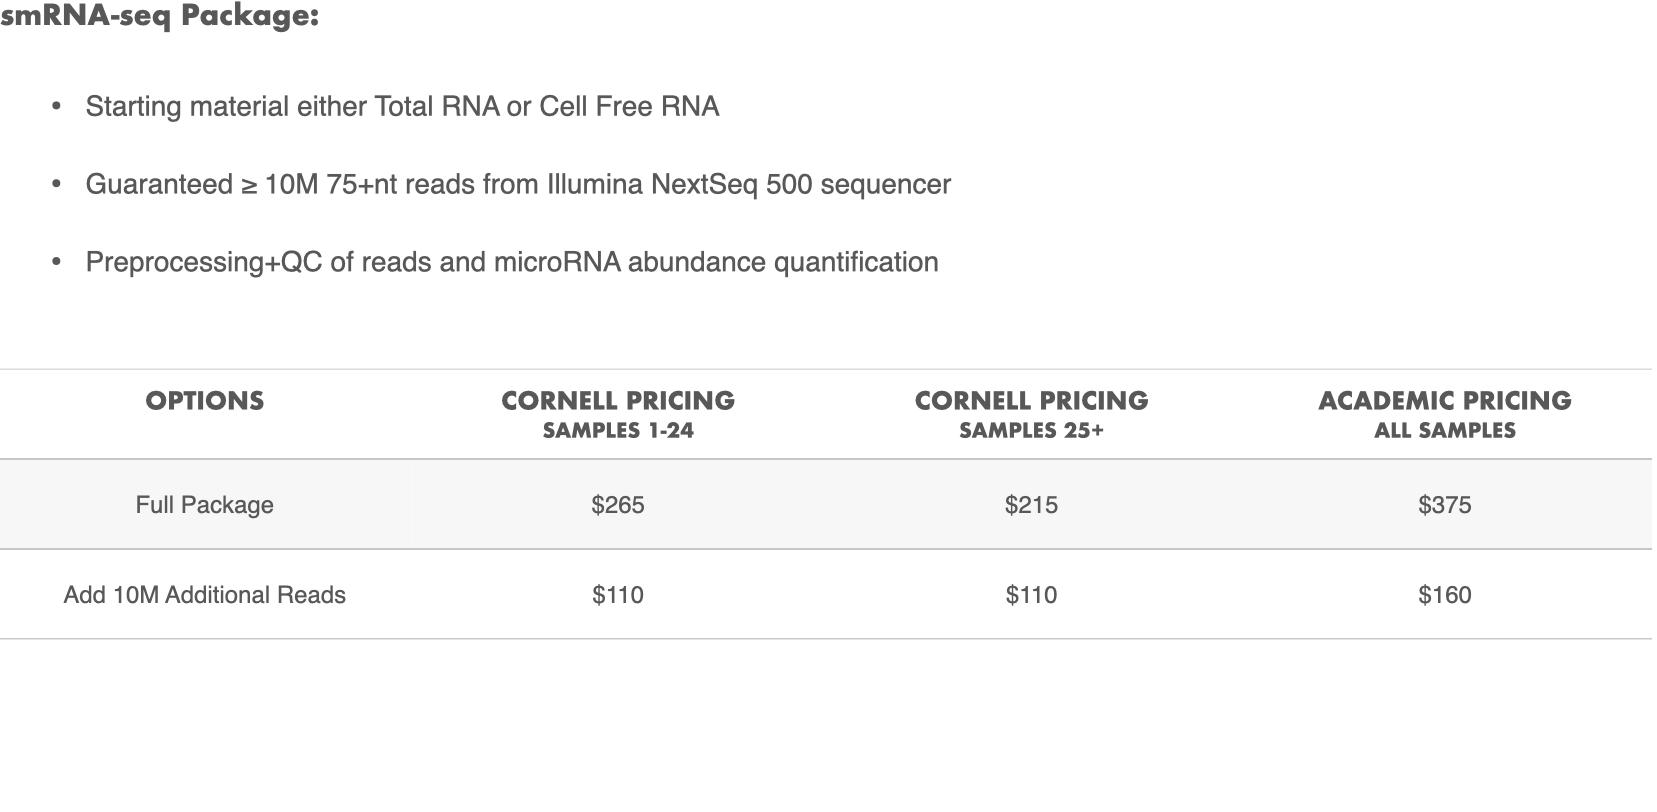 smRNA-seq Package:
• Starting material either Total RNA or Cell Free RNA
• Guaranteed ≥ 10M 75+nt reads from Illumina NextSeq 500 sequencer
• Preprocessing+QC of reads and microRNA abundance quantification
OPTIONS CORNELL PRICING CORNELL PRICING ACADEMIC PRICING
SAMPLES 1-24 SAMPLES 25+ ALL SAMPLES
Full Package $265 $215 $375
Add 10M Additional Reads $110 $110 $160